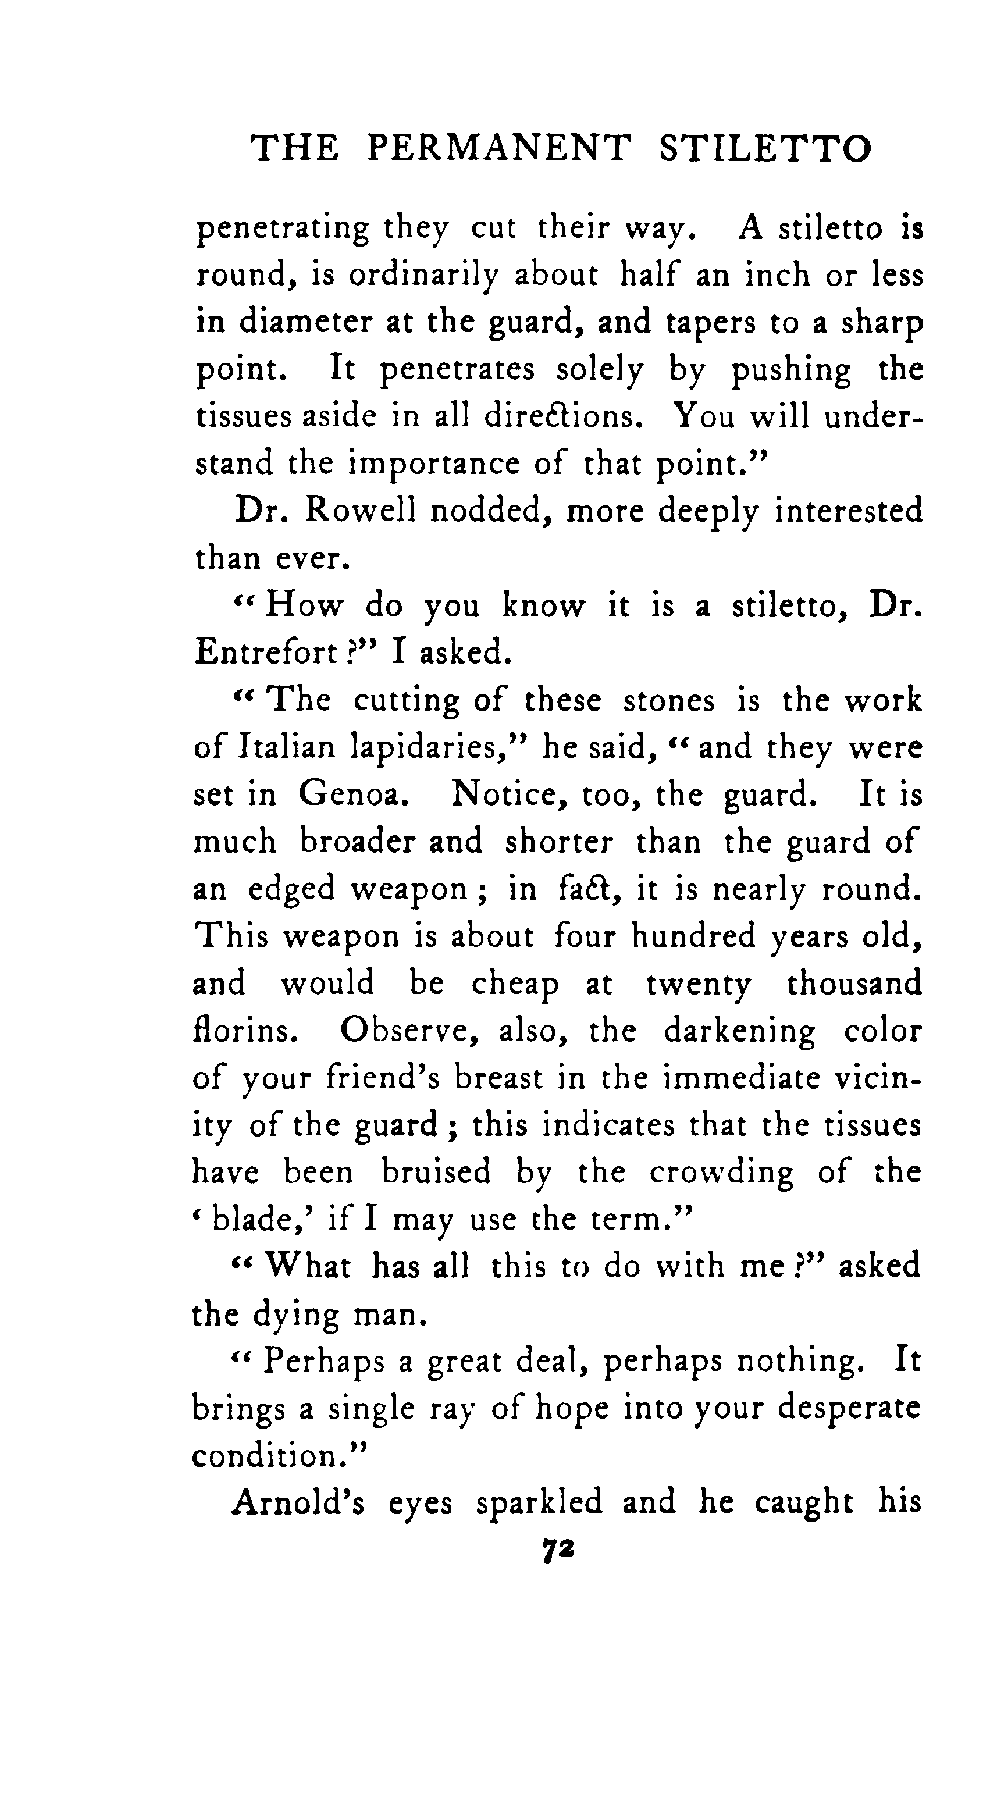 THE PERMANENT STILETTO
penetrating they cut their way. A stiletto is
round, is ordinarily about half an inch or less
in diameter at the guard, and tapers to a sharp
point. It penetrates solely by pushing the
tissues aside in all directions. You will under-
stand the importance of that point."
Dr. Rowell nodded, more deeply interested
than ever.
"How do you know it is a stiletto, Dr.
Entrefort?" I asked.
"The cutting of these stones is the work
of Italian lapidaries," he said, "and they were
set in Genoa. Notice, too, the guard. It is
much broader and shorter than the guard of
an edged weapon; in fact, it is nearly round.
This weapon is about four hundred years old,
and would be cheap at twenty thousand
florins. Observe, also, the darkening color
of your friend's breast in the immediate vicin-
ity of the guard; this indicates that the tissues
have been bruised by the crowding of the
'blade,' if I may use the term."
"What has all this to do with me?" asked
the dying man.
"Perhaps a great deal, perhaps nothing. It
brings a single ray of hope into your desperate
condition."
Arnold's eyes sparkled and he caught his
72